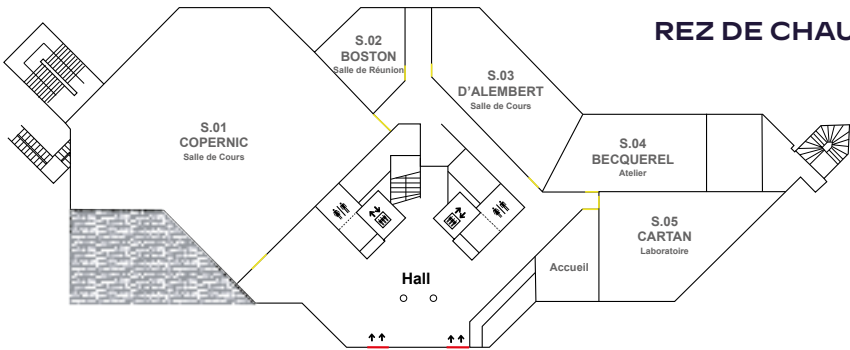 REZ DE CHAU
S.02
BOSTON
Salle de Réunion
S.03
D'ALEMBERT
Salle de Cours
S.01
COPERNIC
Salle de Cours
S.04
BECQUEREL
Atelier
S.05
CARTAN
Laboratoire
Accueil
Hall